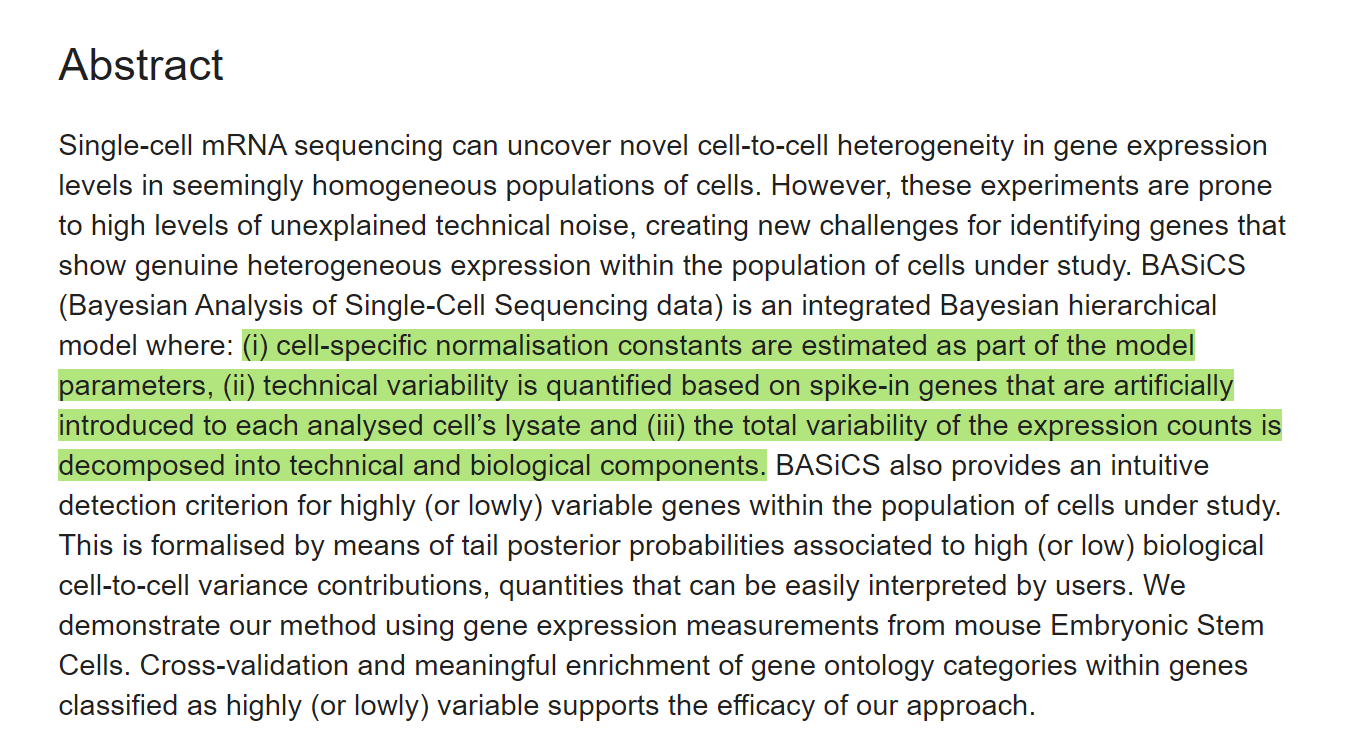 Abstract
Single-cell mRNA sequencing can uncover novel cell-to-cell heterogeneity in gene expression
levels in seemingly homogeneous populations of cells. However, these experiments are prone
to high levels of unexplained technical noise, creating new challenges for identifying genes that
show genuine heterogeneous expression within the population of cells under study. BASiCS
(Bayesian Analysis of Single-Cell Sequencing data) is an integrated Bayesian hierarchical
model where: (i) cell-specific normalisation constants are estimated as part of the model
parameters, (ii) technical variability is quantified based on spike-in genes that are artificially
introduced to each analysed cell’s lysate and (iii) the total variability of the expression counts is
decomposed into technical and biological components. BASiCS also provides an intuitive
detection criterion for highly (or lowly) variable genes within the population of cells under study.
This is formalised by means of tail posterior probabilities associated to high (or low) biological
cell-to-cell variance contributions, quantities that can be easily interpreted by users. We
demonstrate our method using gene expression measurements from mouse Embryonic Stem
Cells. Cross-validation and meaningful enrichment of gene ontology categories within genes
classified as highly (or lowly) variable supports the efficacy of our approach.